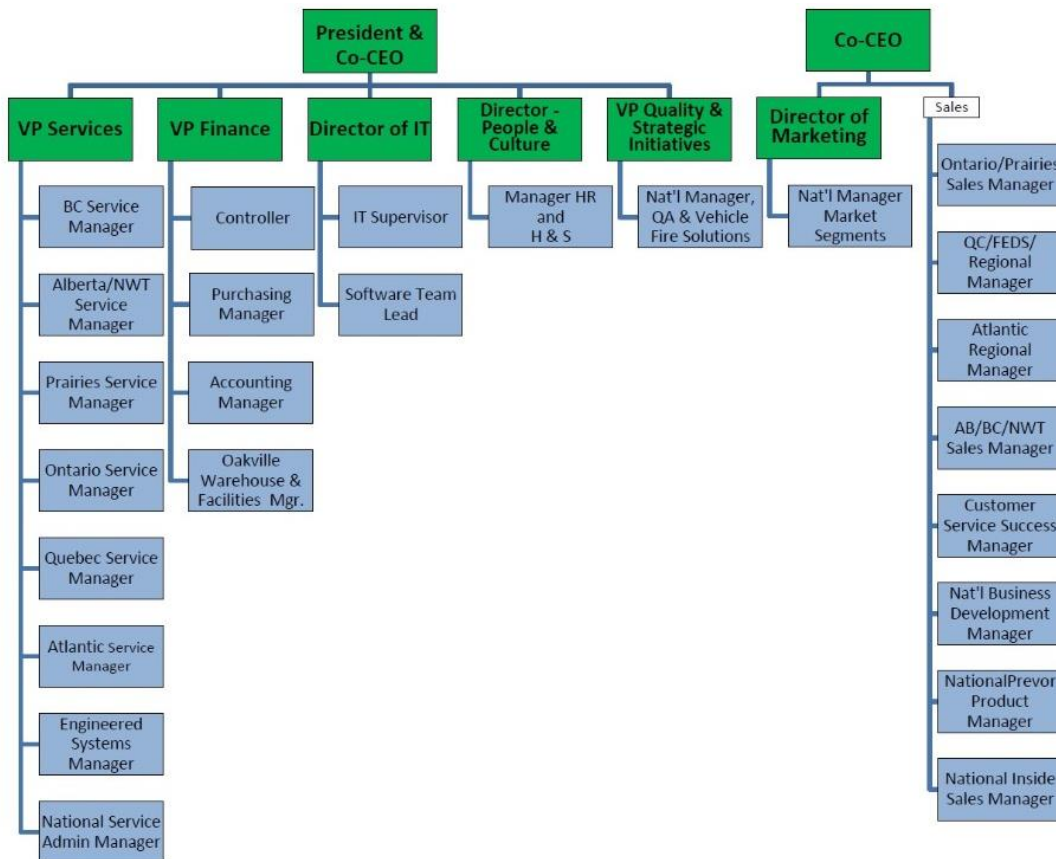 President &
Co-CEO
Co-CEO
VP Services
VP Finance
Director of IT
Director -
People &
Culture
VP Quality &
Strategic
Initiatives
Director of
Marketing
Sales
BC Service
Manager
Alberta/NWT
Service
Manager
Prairies Service
Manager
Ontario Service
Manager
Quebec Service
Manager
Atlantic Service
Manager
Engineered
Systems
Manager
National Service
Admin Manager
Controller
Purchasing
Manager
Accounting
Manager
Oakville
Warehouse &
Facilities Mgr.
IT Supervisor
Software Team
Lead
Manager HR
and
H & S
Nat'l Manager,
QA & Vehicle
Fire Solutions
Nat'l Manager
Market
Segments
Ontario/Prairies
Sales Manager
QC/FEDS/
Regional
Manager
Atlantic
Regional
Manager
AB/BC/NWT
Sales Manager
Customer
Service Success
Manager
Nat'l Business
Development
Manager
NationalPrevor
Product
Manager
National Inside
Sales Manager